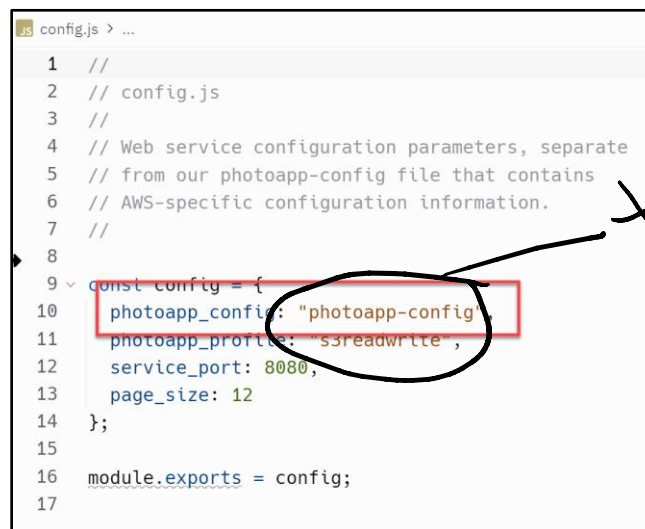 JS config.js > ...
1 //
2 // config.js
3 //
4 // Web service configuration parameters, separate
5 // from our photoapp-config file that contains
6 // AWS-specific configuration information.
7 //
8
9 const config = {
10 photoapp_config: "photoapp-config",
11 photoapp_profile: "s3readwrite",
12 service_port: 8080,
13 page_size: 12
14 };
15
16 module.exports = config;
17